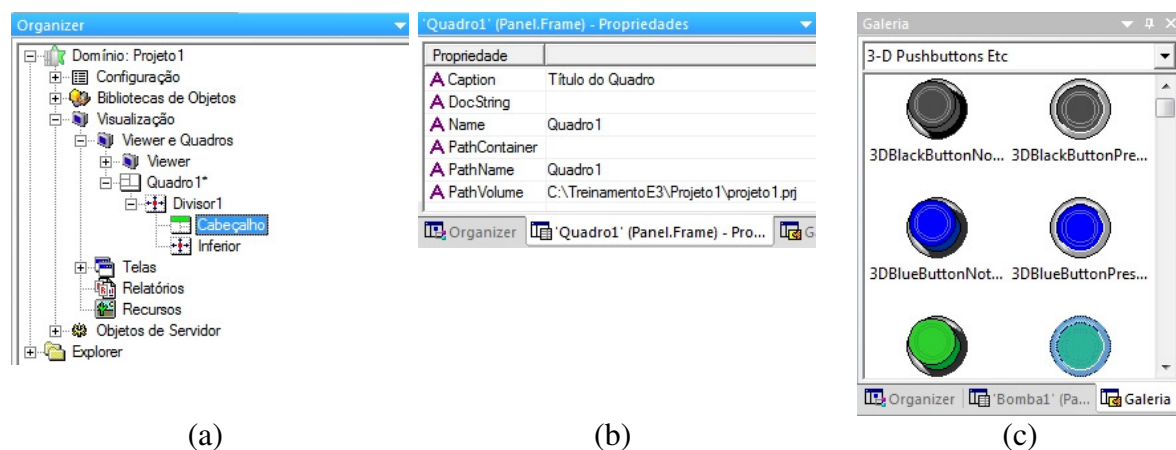 Organizer
Domínio: Projeto1
Configuração
Bibliotecas de Objetos
Visualização
Viewer e Quadros
Viewer
Quadro1*
Divisor1
Cabeçalho
Inferior
Telas
Relatórios
Recursos
Objetos de Servidor
Explorer
(a)
'Quadro1' (Panel.Frame) - Propriedades
Propriedade
A Caption Título do Quadro
A DocString
A Name Quadro1
A PathContainer
A PathName Quadro1
A PathVolume C:\TreinamentoE3\Projeto1\projeto1.prj
Organizer 'Quadro1' (Panel.Frame) - Pro... G
(b)
Galeria
3-D Pushbuttons Etc
3DBlackButtonNo... 3DBlackButtonPre...
3DBlueButtonNot... 3DBlueButtonPres...
Organizer 'Bomba1' (Pa... Galeria
(c)